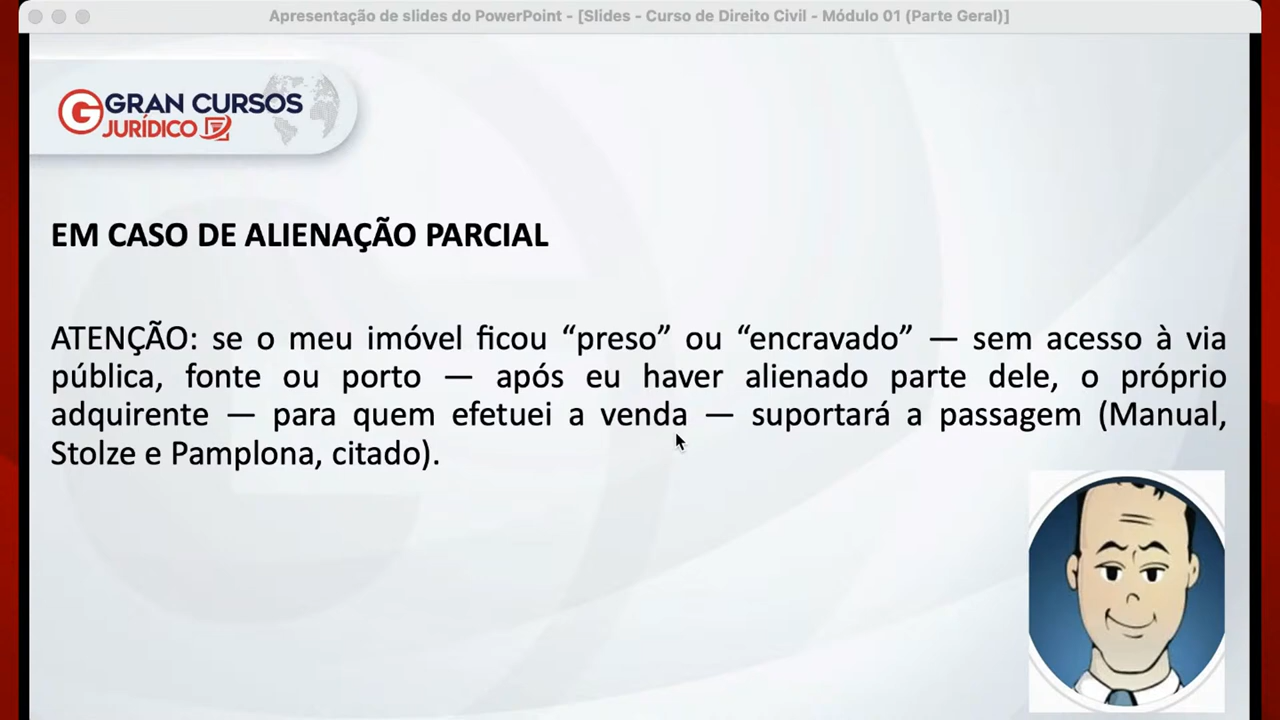 Apresentação de slides do PowerPoint - [Slides - Curso de Direito Civil - Módulo 01 (Parte Geral)]
GRAN CURSOS
JURÍDICO
EM CASO DE ALIENAÇÃO PARCIAL
ATENÇÃO: se o meu imóvel ficou “preso” ou “encravado” — sem acesso à via
pública, fonte ou porto — após eu haver alienado parte dele, o próprio
adquirente — para quem efetuei a venda — suportará a passagem (Manual,
Stolze e Pamplona, citado).